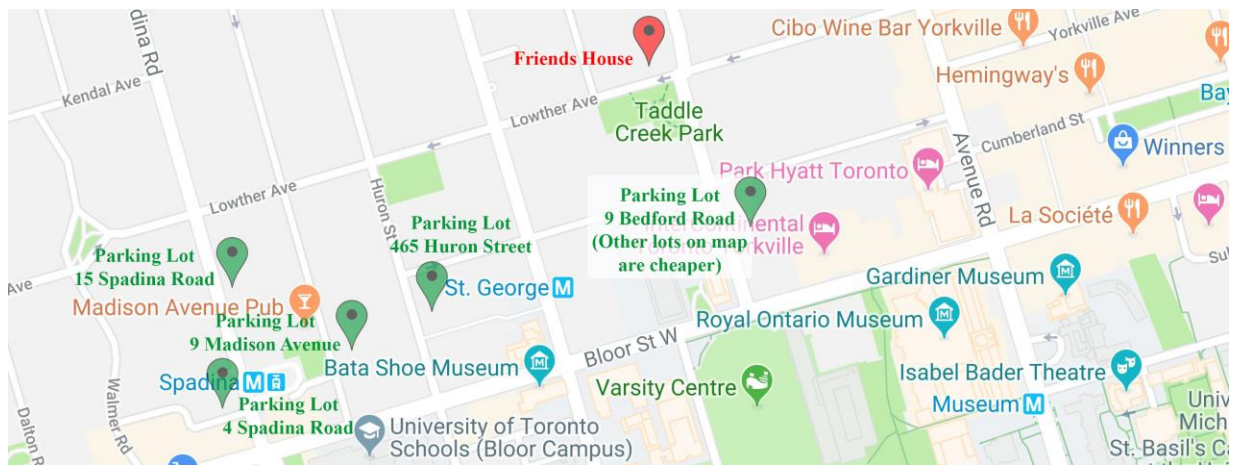 dina Rd
Friends House
Cibo Wine Bar Yorkville
Yorkville Ave
Hemingway's
Bay
Kendal Ave
Lowther Ave
Taddle
Creek Park
Cumberland St
Winners
Avenue Rd
Park Hyatt Toronto
Lowther Ave
Huron St
Parking Lot
9 Bedford Road
(Other lots on map
are cheaper)
Intercontinental
Toronto Yorkville
La Société
Parking Lot
465 Huron Street
Parking Lot
15 Spadina Road
Ave
St. George M
Gardiner Museum
Sul
Madison Avenue Pub
Parking Lot
9 Madison Avenue
Royal Ontario Museum
Bloor St W
Bata Shoe Museum
Spadina M
Varsity Centre
Isabel Bader Theatre
Museum M
Walmer Rd
Dalton R
Parking Lot
4 Spadina Road
University of Toronto
Schools (Bloor Campus)
Univ
Mich
St. Basil's Ca